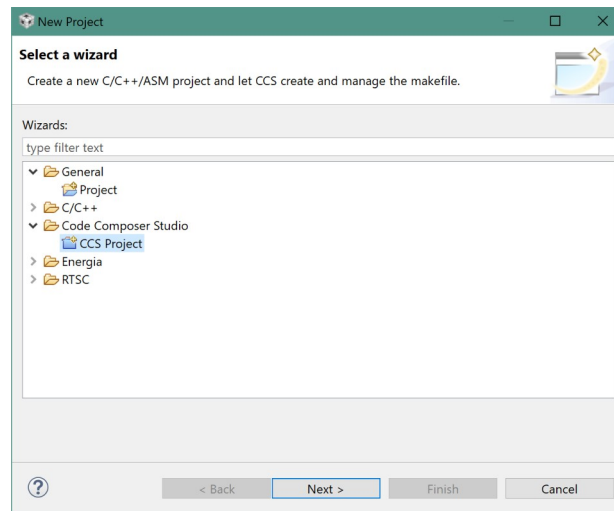 New Project
Select a wizard
Create a new C/C++/ASM project and let CCS create and manage the makefile.
Wizards:
type filter text
General
Project
C/C++
Code Composer Studio
CCS Project
Energia
RTSC
? < Back Next > Finish Cancel